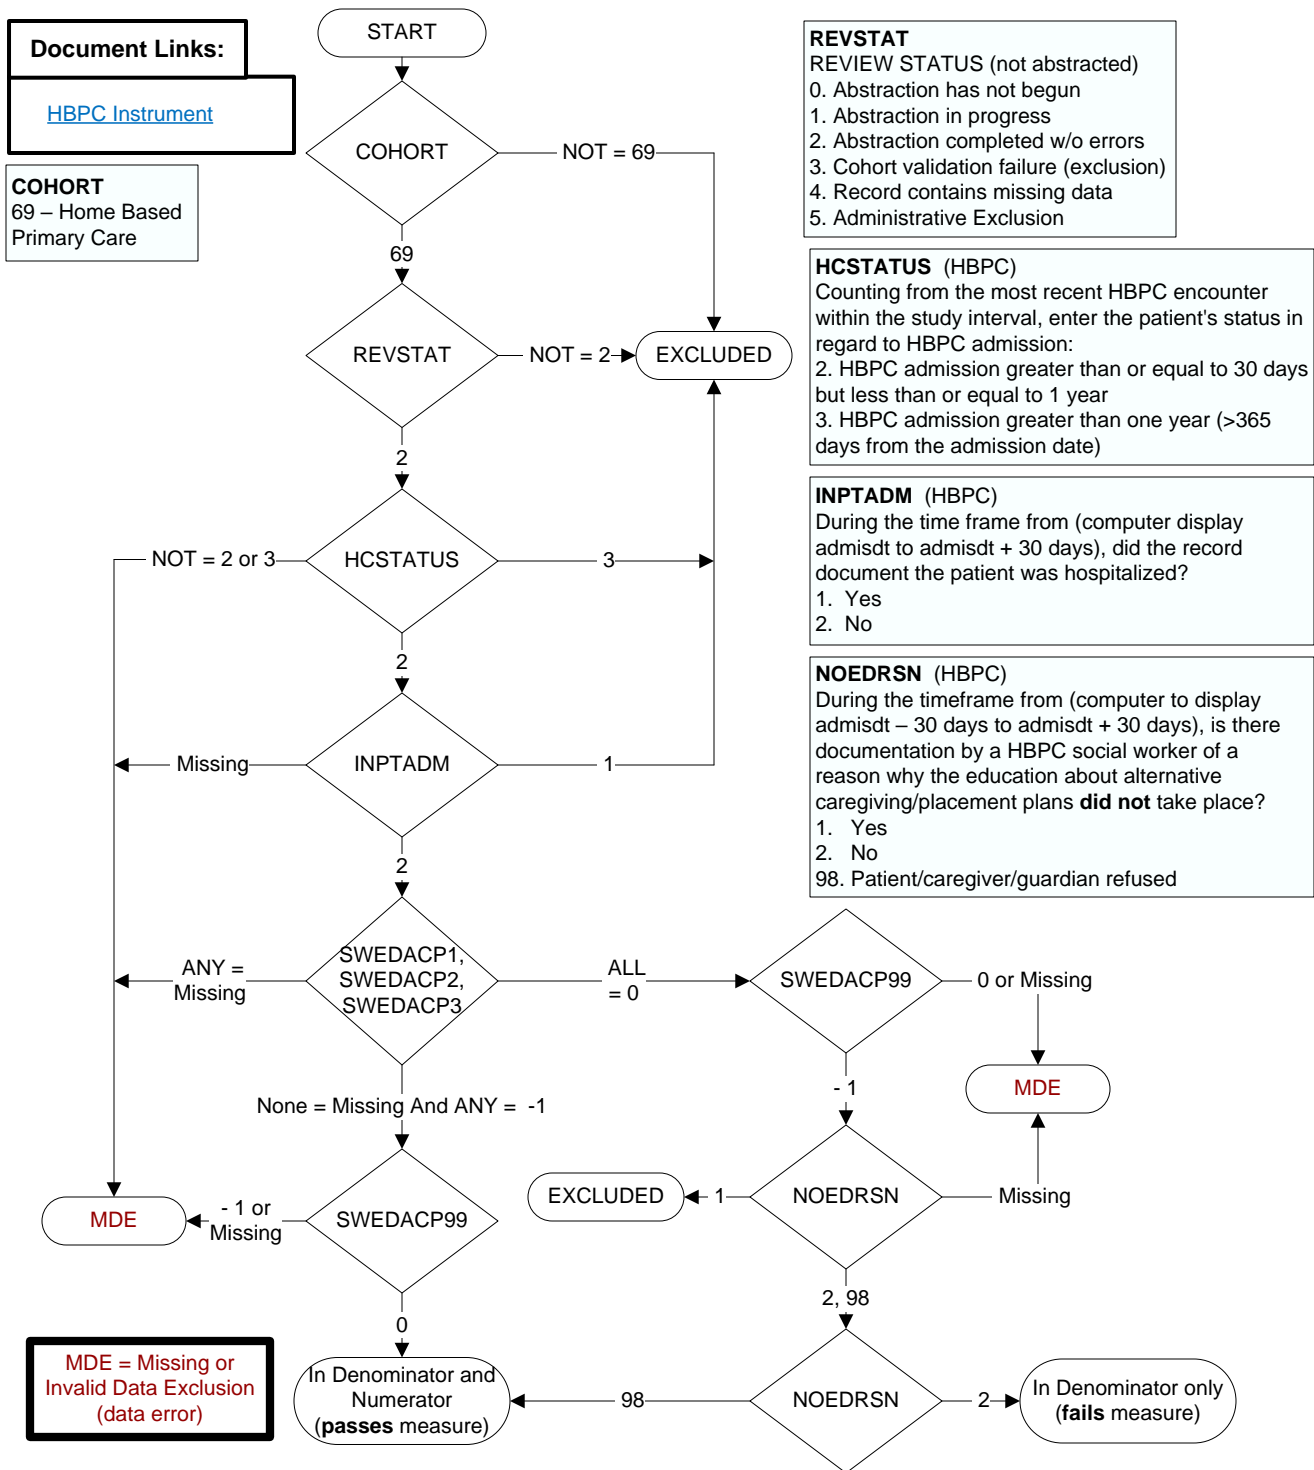 Document Links:
HBPC Instrument
COHORT
69 – Home Based
Primary Care
START
COHORT
NOT = 69
69
REVSTAT
NOT = 2
EXCLUDED
2
HCSTATUS
NOT = 2 or 3
3
2
INPTADM
Missing
1
2
SWEDACP1,
SWEDACP2,
SWEDACP3
ANY =
Missing
ALL
= 0
SWEDACP99
0 or Missing
MDE
- 1
None = Missing And ANY = -1
SWEDACP99
- 1 or
Missing
MDE
0
NOEDRSN
1
EXCLUDED
Missing
2, 98
NOEDRSN
98
2
In Denominator and
Numerator
(passes measure)
In Denominator only
(fails measure)
MDE = Missing or
Invalid Data Exclusion
(data error)
REVSTAT
REVIEW STATUS (not abstracted)
0. Abstraction has not begun
1. Abstraction in progress
2. Abstraction completed w/o errors
3. Cohort validation failure (exclusion)
4. Record contains missing data
5. Administrative Exclusion
HCSTATUS (HBPC)
Counting from the most recent HBPC encounter
within the study interval, enter the patient's status in
regard to HBPC admission:
2. HBPC admission greater than or equal to 30 days
but less than or equal to 1 year
3. HBPC admission greater than one year (>365
days from the admission date)
INPTADM (HBPC)
During the time frame from (computer display
admisdt to admisdt + 30 days), did the record
document the patient was hospitalized?
1. Yes
2. No
NOEDRSN (HBPC)
During the timeframe from (computer to display
admisdt – 30 days to admisdt + 30 days), is there
documentation by a HBPC social worker of a
reason why the education about alternative
caregiving/placement plans did not take place?
1. Yes
2. No
98. Patient/caregiver/guardian refused